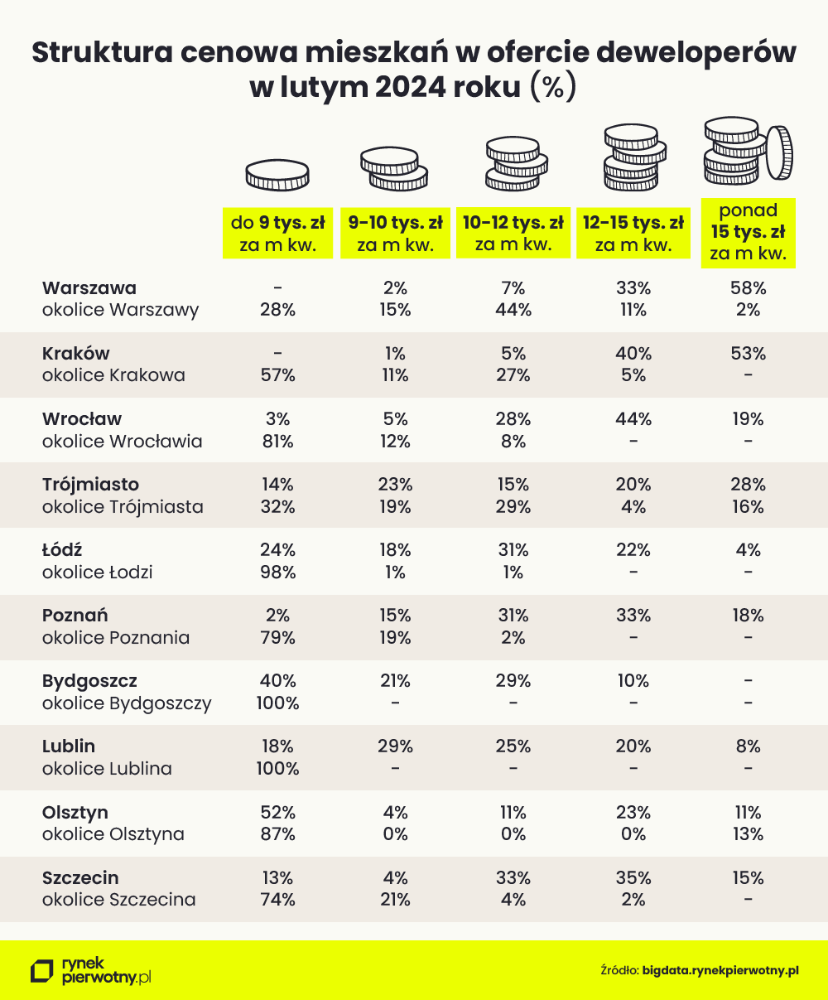 Struktura cenowa mieszkań w ofercie deweloperów
w lutym 2024 roku (%)
do 9 tys. zł
za m kw.
9-10 tys. zł
za m kw.
10-12 tys. zł
za m kw.
12-15 tys. zł
za m kw.
ponad
15 tys. zł
za m kw.
Warszawa - 2% 7% 33% 58%
okolice Warszawy 28% 15% 44% 11% 2%
Kraków - 1% 5% 40% 53%
okolice Krakowa 57% 11% 27% 5% -
Wrocław 3% 5% 28% 44% 19%
okolice Wrocławia 81% 12% 8% - -
Trójmiasto 14% 23% 15% 20% 28%
okolice Trójmiasta 32% 19% 29% 4% 16%
Łódź 24% 18% 31% 22% 4%
okolice Łodzi 98% 1% 1% - -
Poznań 2% 15% 31% 33% 18%
okolice Poznania 79% 19% 2% - -
Bydgoszcz 40% 21% 29% 10% -
okolice Bydgoszczy 100% - - - -
Lublin 18% 29% 25% 20% 8%
okolice Lublina 100% - - - -
Olsztyn 52% 4% 11% 23% 11%
okolice Olsztyna 87% 0% 0% 0% 13%
Szczecin 13% 4% 33% 35% 15%
okolice Szczecina 74% 21% 4% 2% -
rynek
pierwotny.pl
Źródło: bigdata.rynekpierwotny.pl